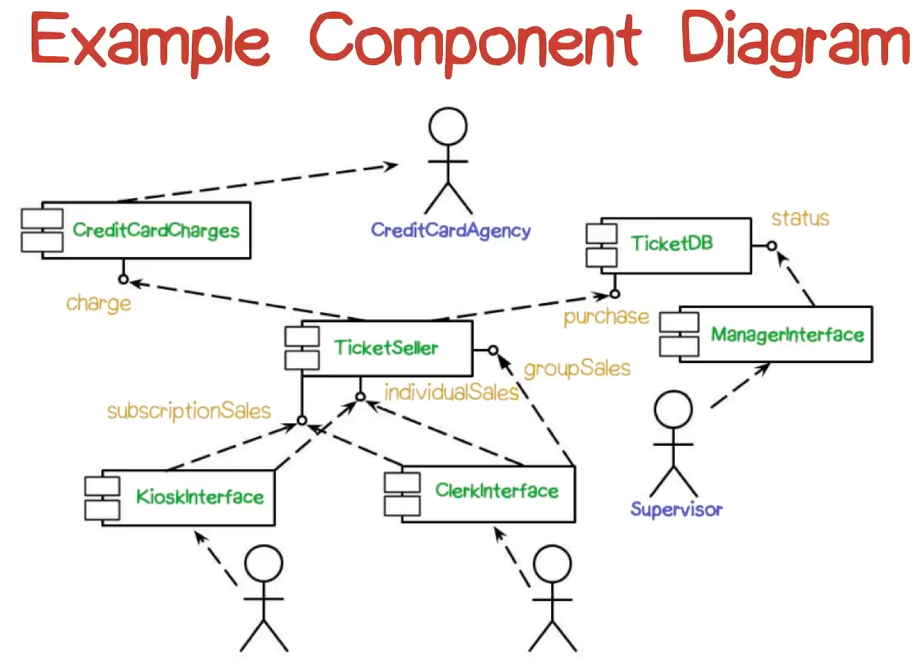 Example Component Diagram
CreditCardCharges
CreditCardAgency
status
TicketDB
charge
purchase
ManagerInterface
TicketSeller
groupSales
individualSales
subscriptionSales
KioskInterface
ClerkInterface
Supervisor